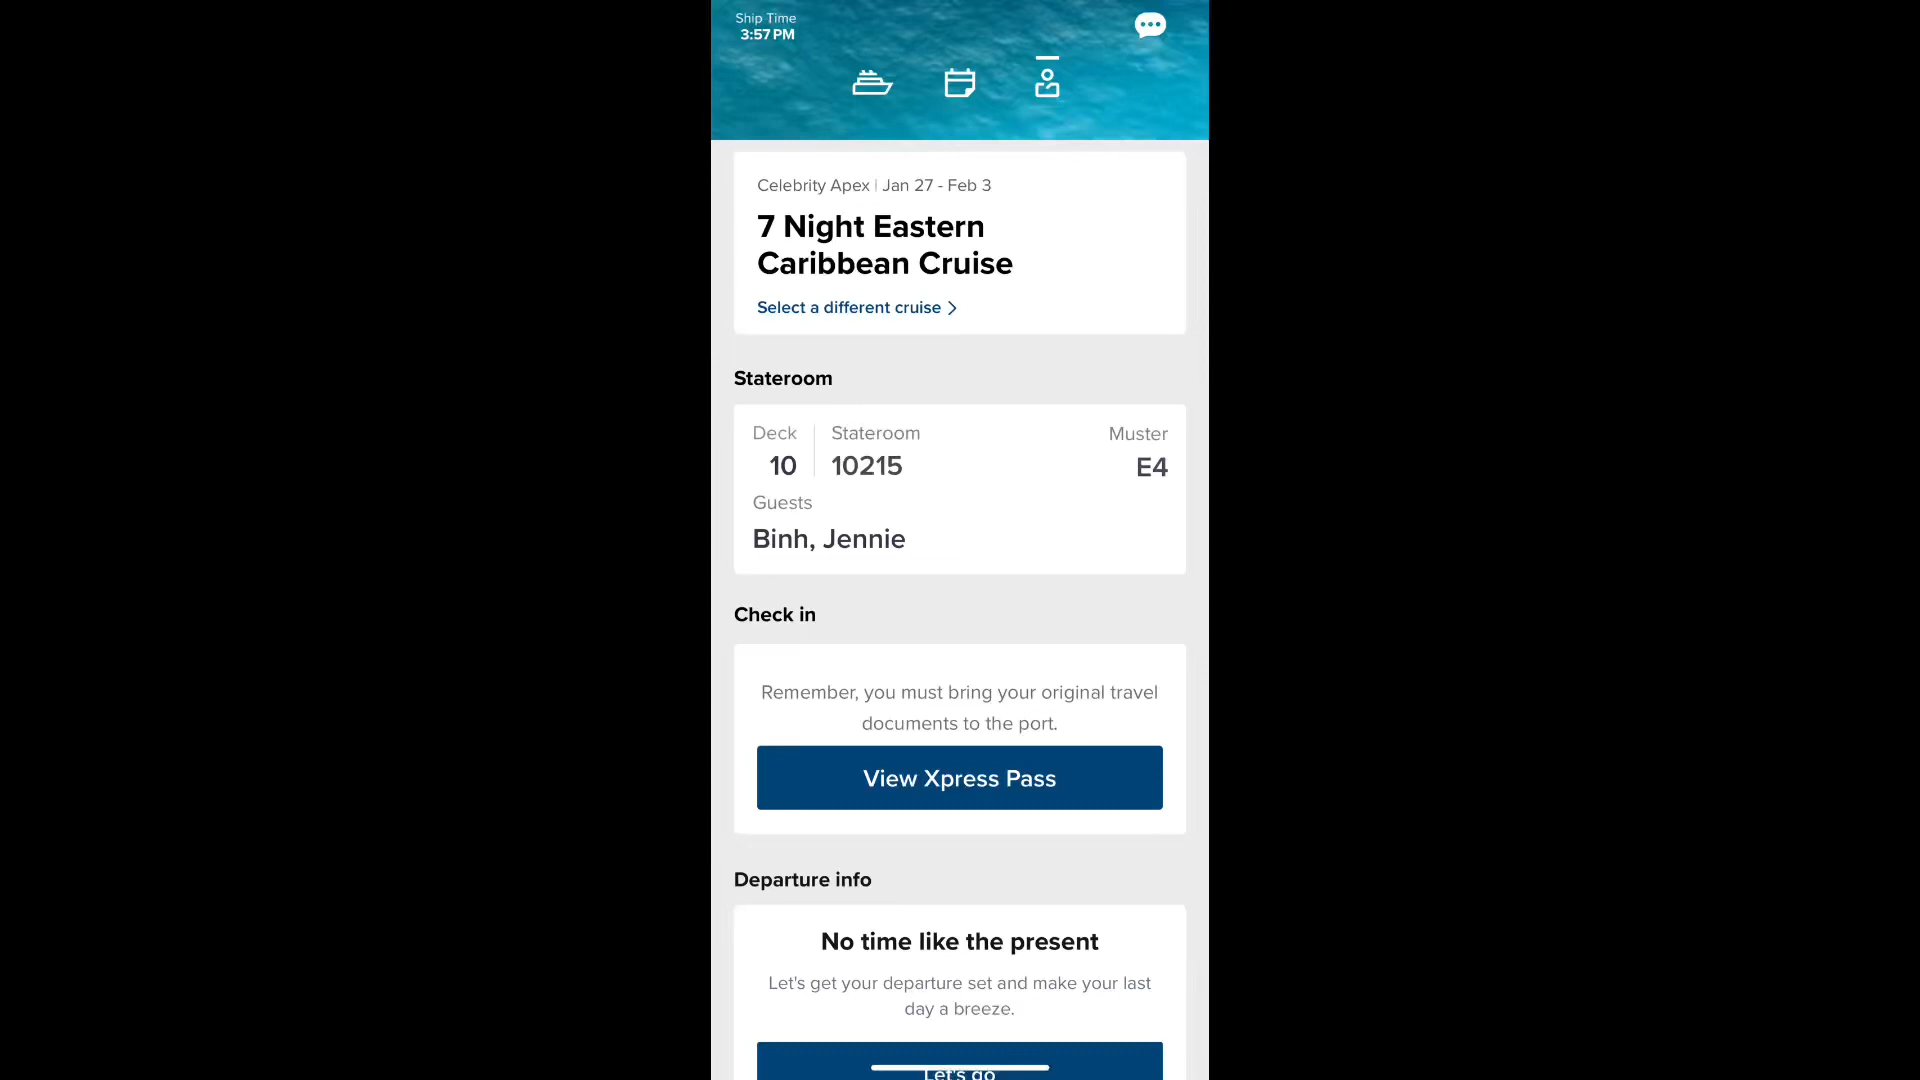 Ship Time
3:57 PM
Celebrity Apex | Jan 27 - Feb 3
7 Night Eastern
Caribbean Cruise
Select a different cruise
Stateroom
Deck
Stateroom
Muster
10
10215
E4
Guests
Binh, Jennie
Check in
Remember, you must bring your original travel
documents to the port.
View Xpress Pass
Departure info
No time like the present
Let's get your departure set and make your last
day a breeze.
Let's go